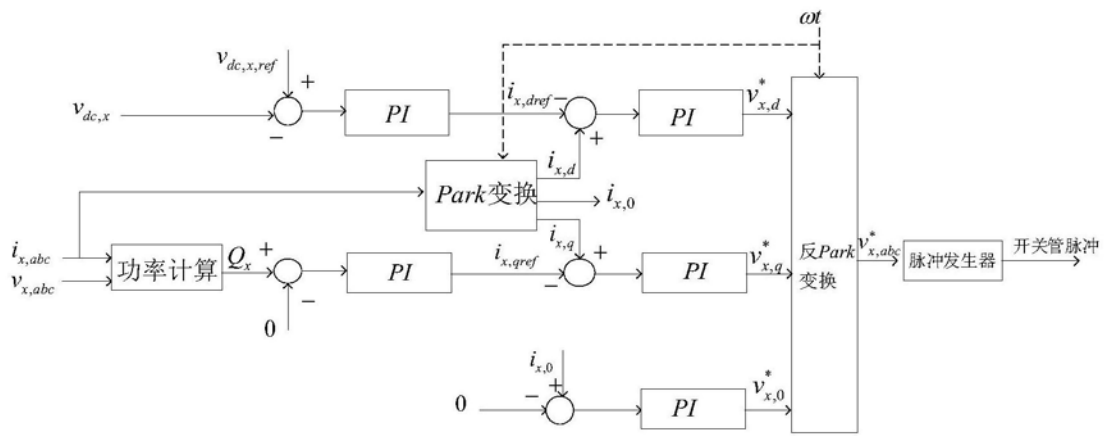 ωt
v_{dc,x,ref}
+
v_{dc,x}
−
PI
i_{x,dref}
−
+
PI
v^*_{x,d}
i_{x,d}
Park变换
i_{x,0}
i_{x,q}
i_{x,abc}
v_{x,abc}
功率计算
Q_x
+
−
0
PI
i_{x,qref}
+
−
PI
v^*_{x,q}
反Park
变换
v^*_{x,abc}
脉冲发生器
开关管脉冲
i_{x,0}
+
0
−
PI
v^*_{x,0}